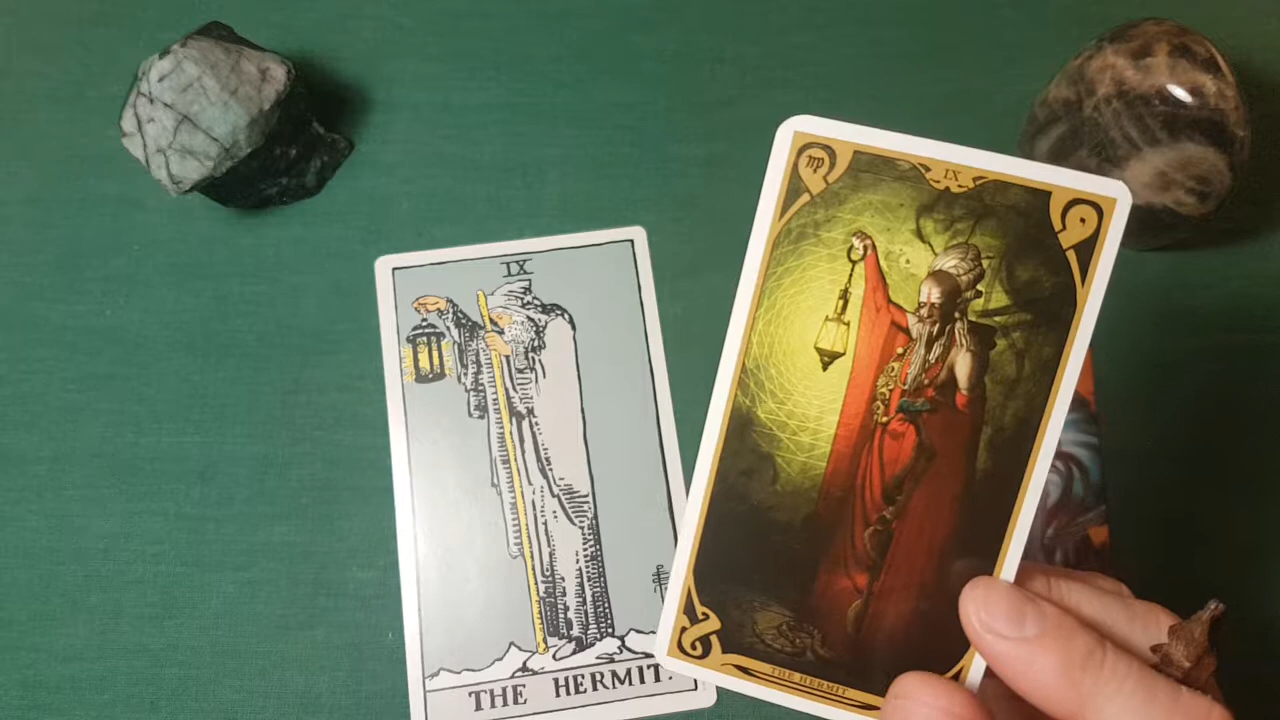 IX
THE HERMIT.
IX
THE HERMIT